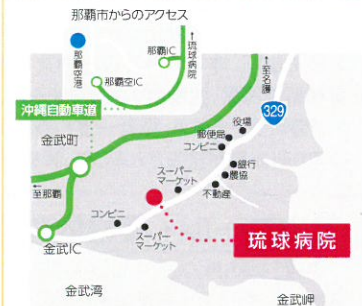 那覇市からのアクセス
那覇空港
那覇IC
那覇空IC
↑琉球病院
↑至名護
沖縄自動車道
329
金武町
役場
郵便局
コンビニ
銀行
農協
不動産
スーパー
マーケット
←至那覇
コンビニ
スーパー
マーケット
金武IC
琉球病院
金武湾
金武岬